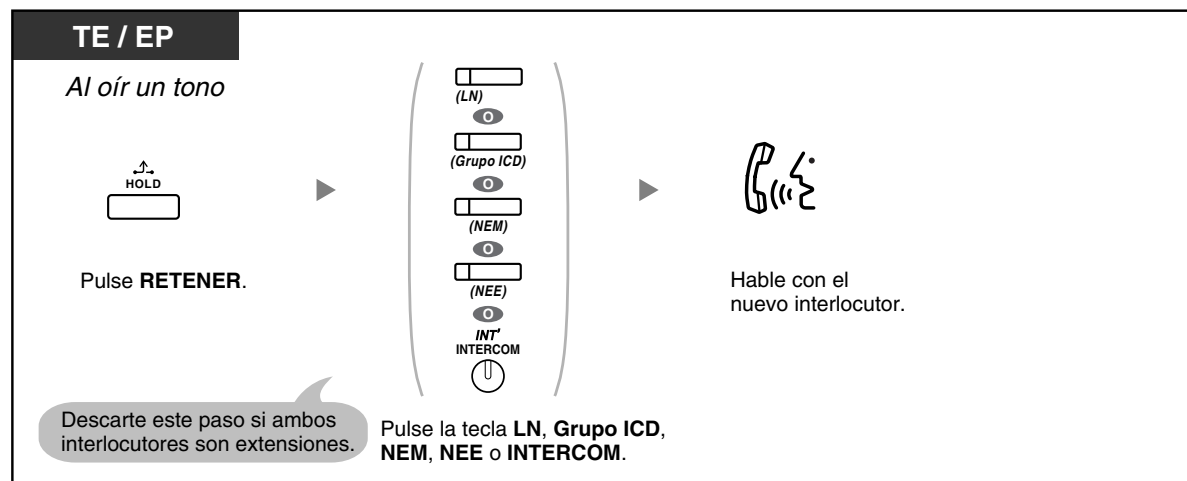 TE / EP
Al oír un tono
HOLD
Pulse RETENER.
(LN)
O
(Grupo ICD)
O
(NEM)
O
(NEE)
O
INT'
INTERCOM
Descarte este paso si ambos
interlocutores son extensiones.
Pulse la tecla LN, Grupo ICD,
NEM, NEE o INTERCOM.
Hable con el
nuevo interlocutor.